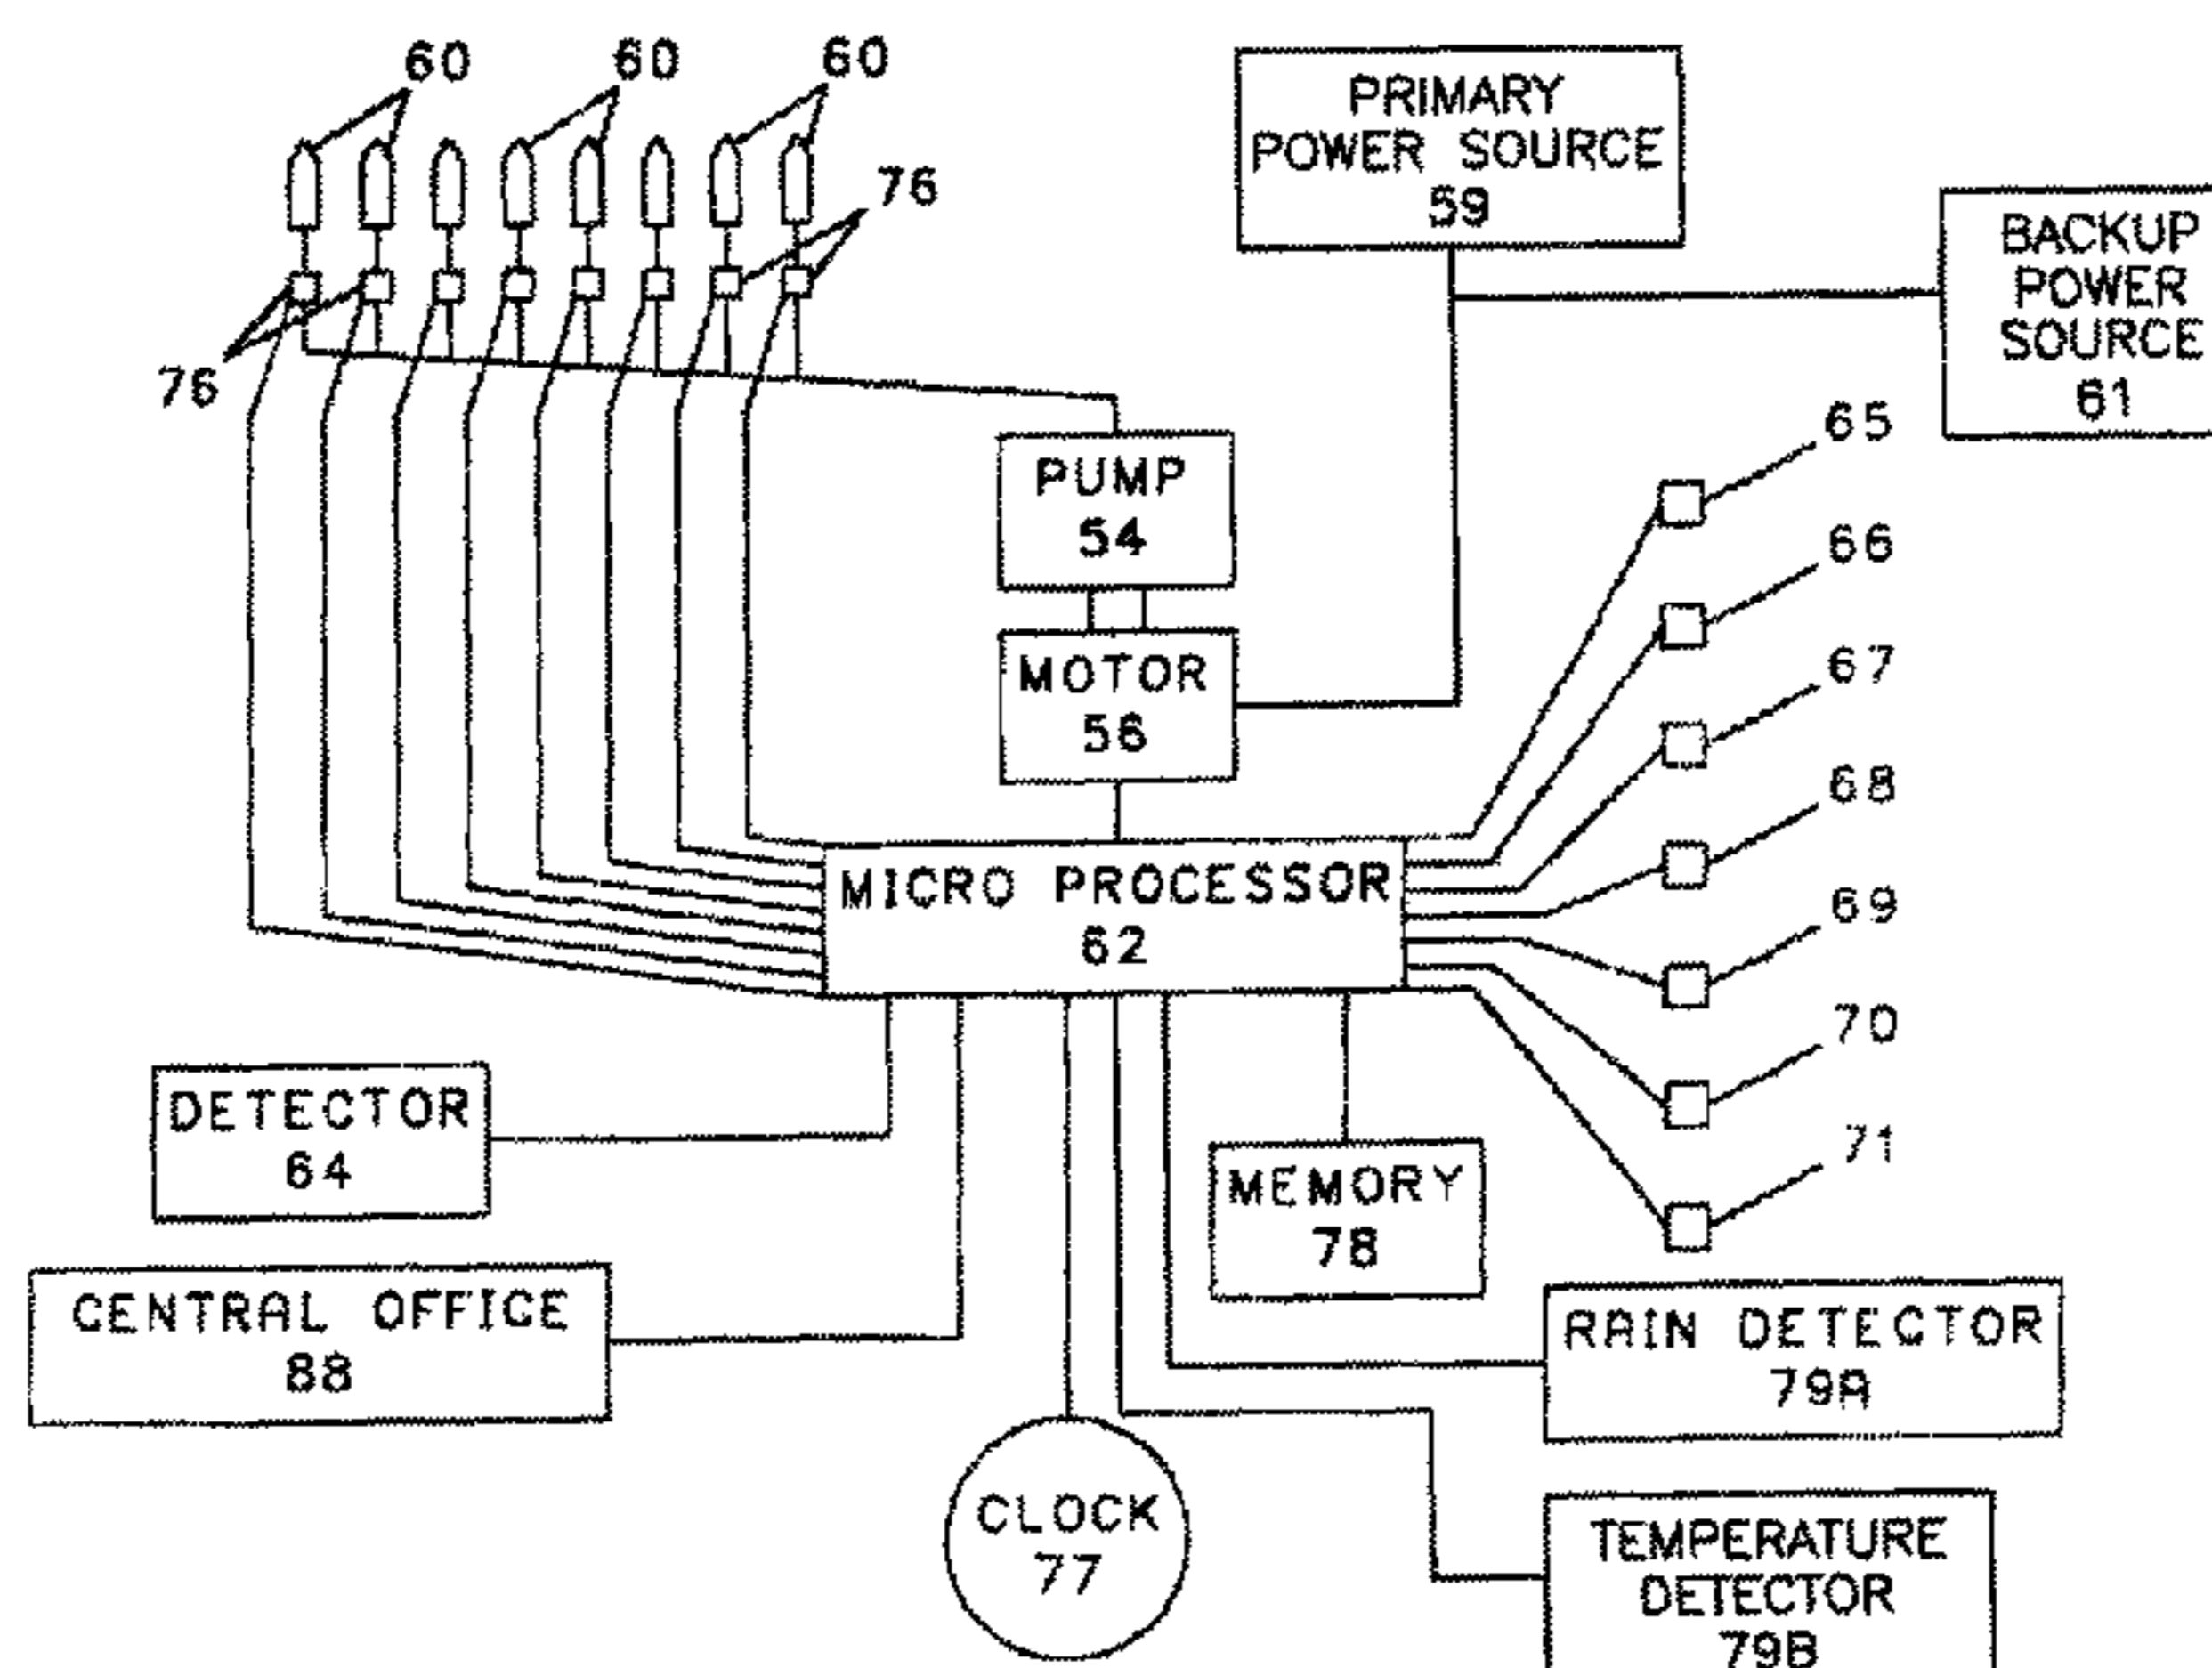 60
60
60
76
76
PRIMARY
POWER SOURCE
59
BACKUP
POWER
SOURCE
61
PUMP
54
MOTOR
56
65
66
67
68
69
70
71
MICRO PROCESSOR
62
DETECTOR
64
MEMORY
78
CENTRAL OFFICE
88
RAIN DETECTOR
79A
CLOCK
77
TEMPERATURE
DETECTOR
79B